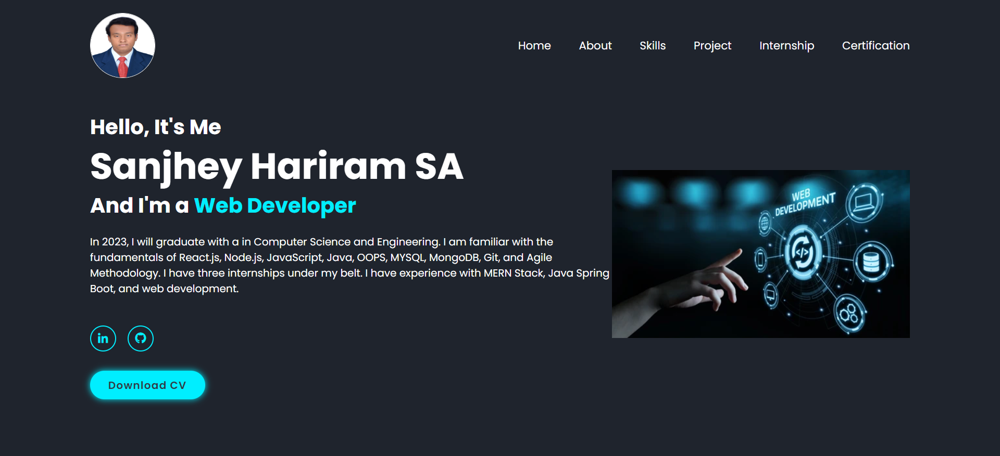 Home About Skills Project Internship Certification
Hello, It's Me
Sanjhey Hariram SA
And I'm a Web Developer
In 2023, I will graduate with a in Computer Science and Engineering. I am familiar with the
fundamentals of React.js, Node.js, JavaScript, Java, OOPS, MYSQL, MongoDB, Git, and Agile
Methodology. I have three internships under my belt. I have experience with MERN Stack, Java Spring
Boot, and web development.
in
Download CV
WEB
DEVELOPMENT
</>